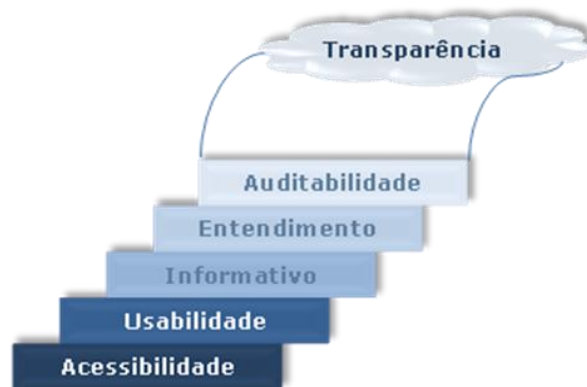 Transparência
Auditabilidade
Entendimento
Informativo
Usabilidade
Acessibilidade